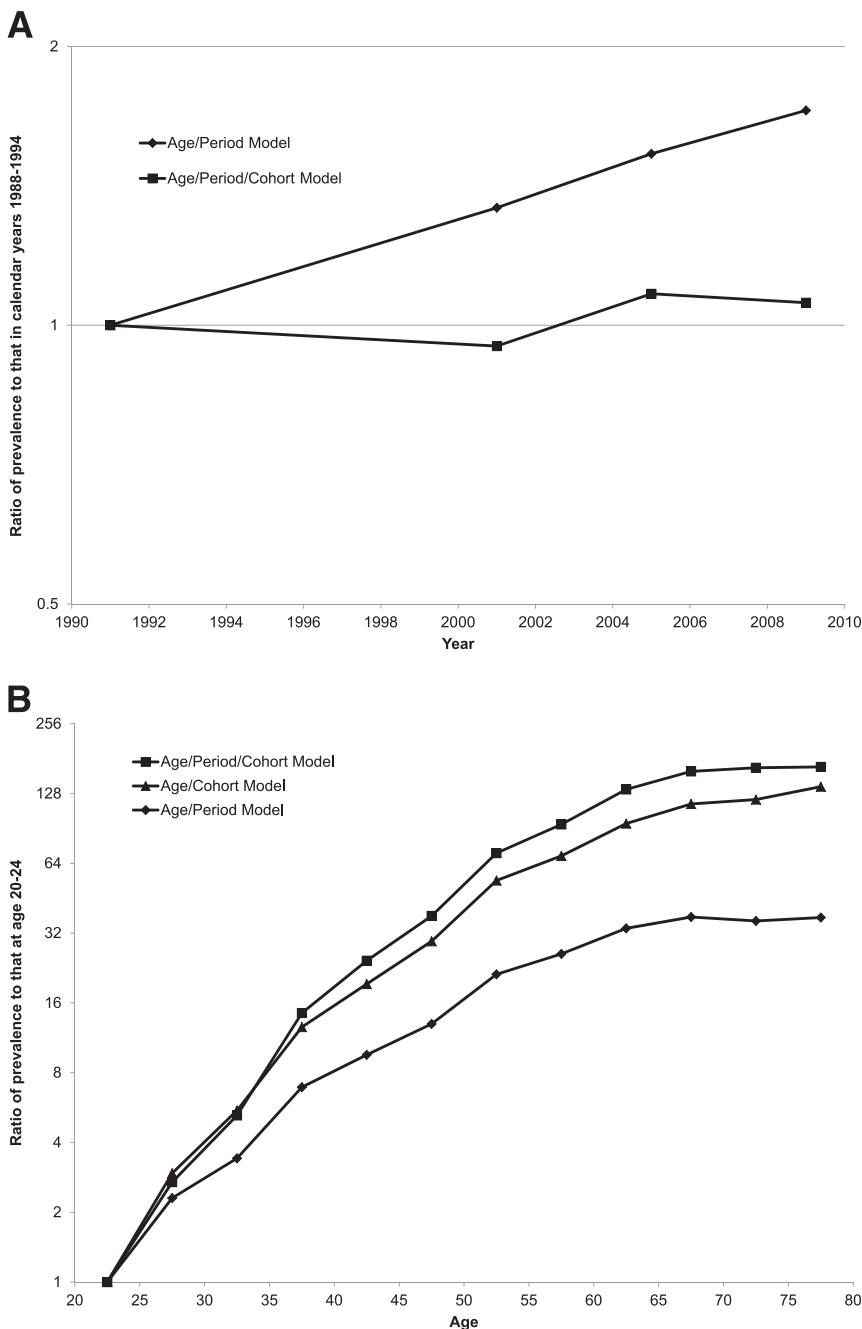 A
2
Age/Period Model
Age/Period/Cohort Model
Ratio of prevalence to that in calendar years 1988-1994
1
0.5
1990 1992 1994 1996 1998 2000 2002 2004 2006 2008 2010
Year
B
256
Age/Period/Cohort Model
Age/Cohort Model
128
Age/Period Model
64
Ratio of prevalence to that at age 20-24
32
16
8
4
2
1
20 25 30 35 40 45 50 55 60 65 70 75 80
Age